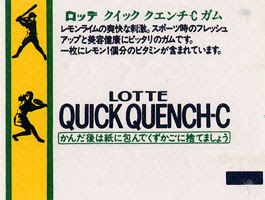 ロッテ クイック クエンチ・C ガム
レモンライムの爽快な刺激。スポーツ時のフレッシュ
アップと美容健康にピッタリのガムです。
一枚にレモン1個分のビタミンが含まれています。
LOTTE
QUICK QUENCH-C
かんだ後は紙に包んでくずかごに捨てましょう